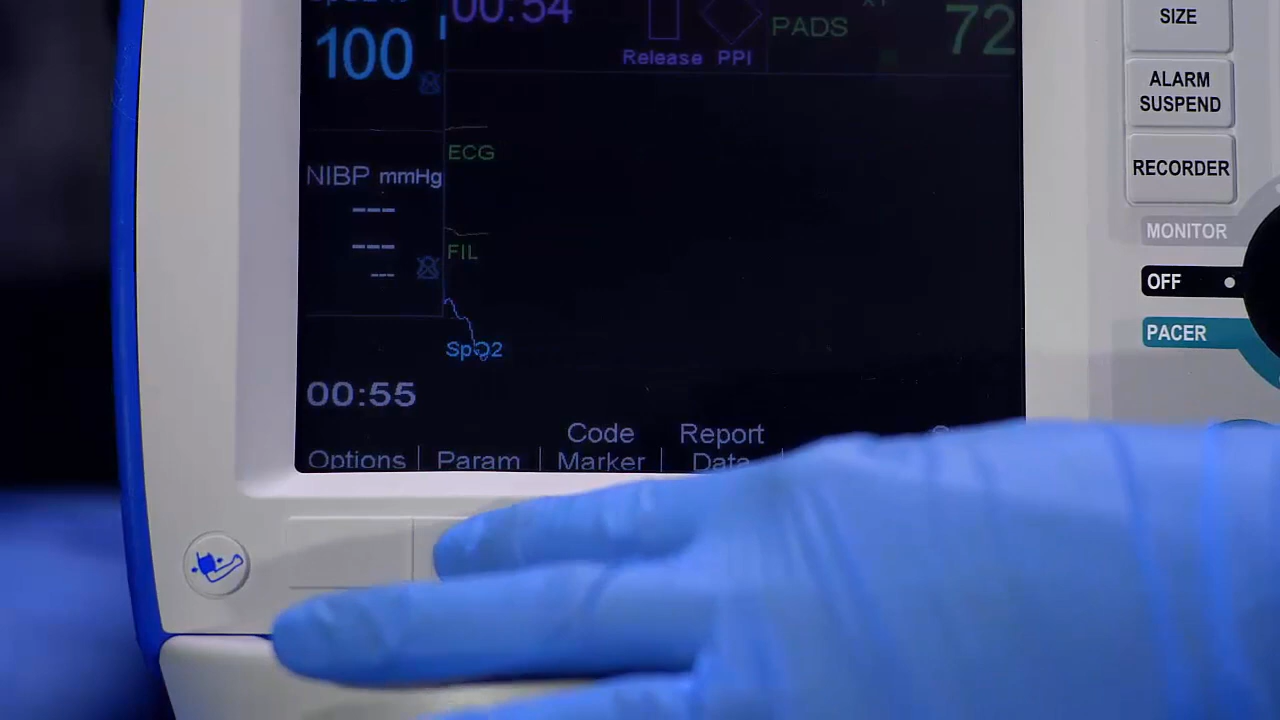 00:54
SIZE
100
PADS
72
Release PPI
ALARM
SUSPEND
ECG
NIBP mmHg
RECORDER
---
---
---
MONITOR
FIL
OFF
PACER
SpO2
00:55
Code
Marker
Report
Data
Options
Param